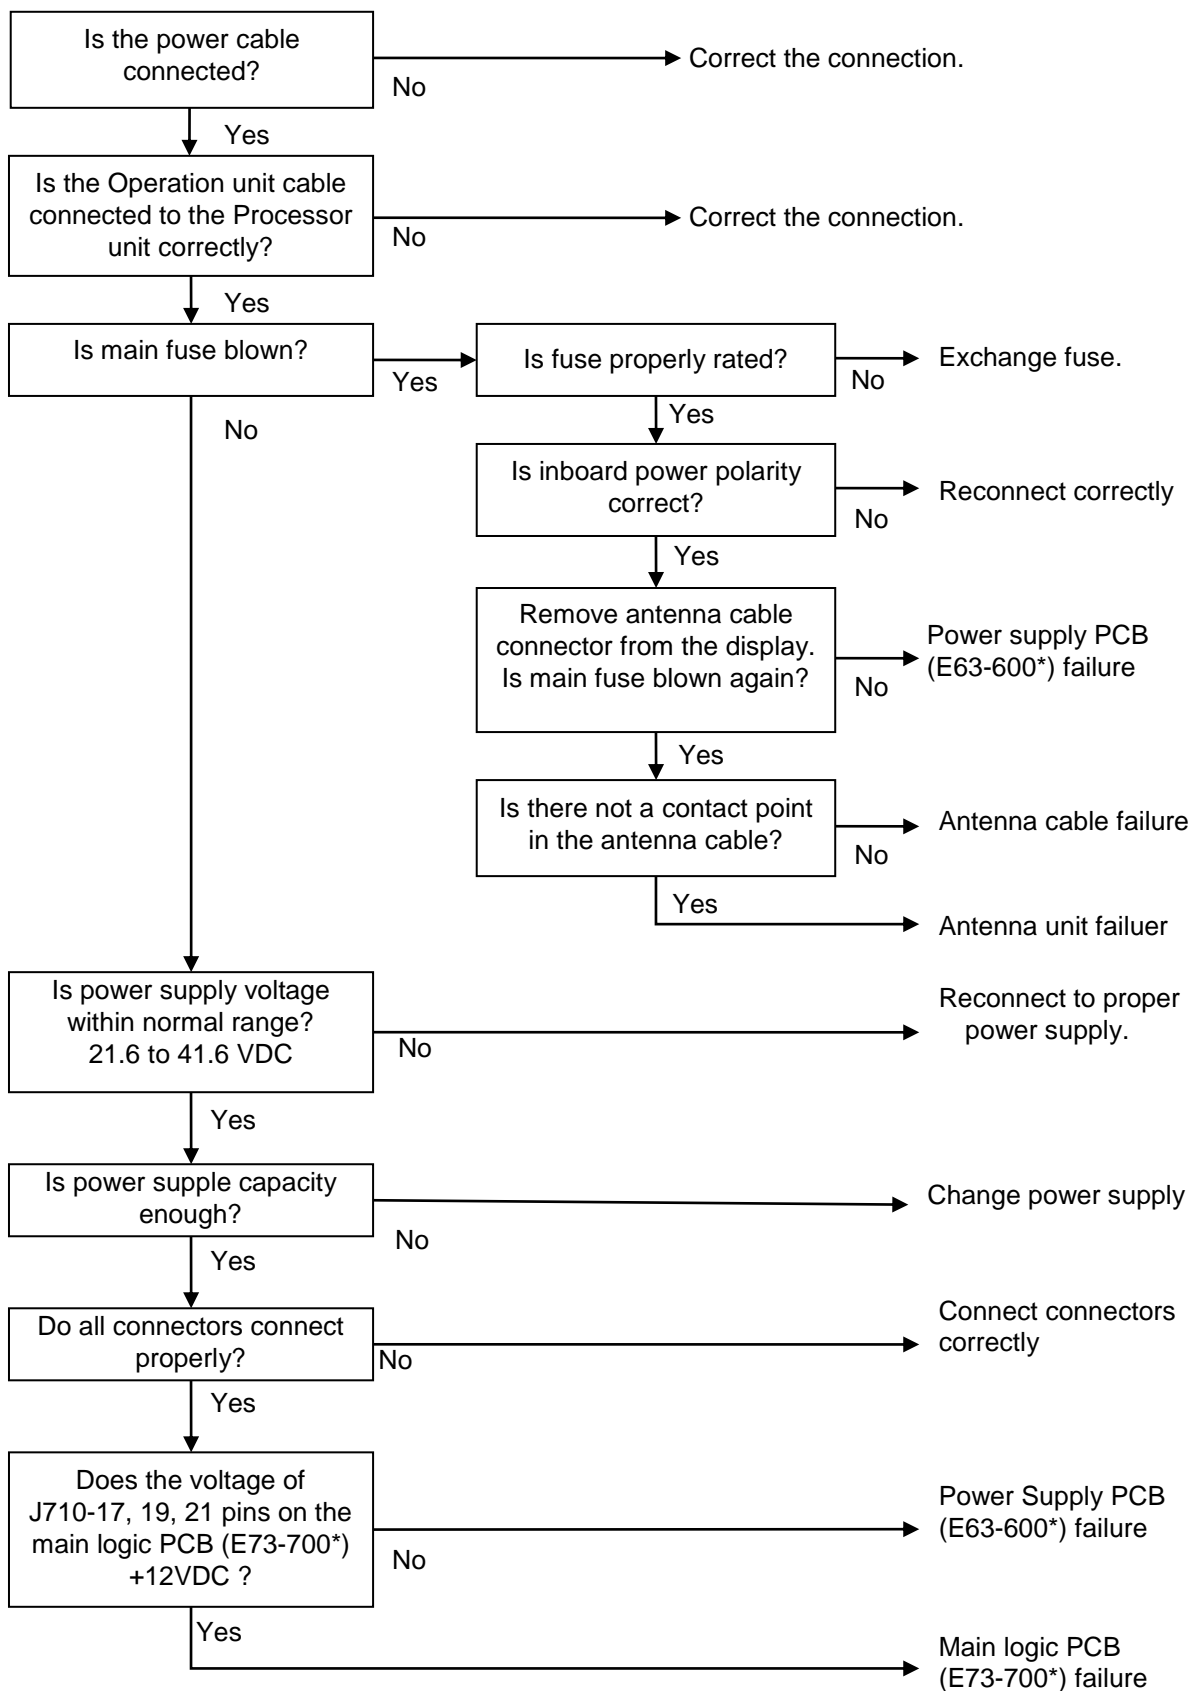 Is the power cable
connected?
No
Correct the connection.
Yes
Is the Operation unit cable
connected to the Processor
unit correctly?
No
Correct the connection.
Yes
Is main fuse blown?
Yes
Is fuse properly rated?
No
Exchange fuse.
Yes
No
Is inboard power polarity
correct?
No
Reconnect correctly
Yes
Remove antenna cable
connector from the display.
Is main fuse blown again?
No
Power supply PCB
(E63-600*) failure
Yes
Is there not a contact point
in the antenna cable?
No
Antenna cable failure
Yes
Antenna unit failuer
Is power supply voltage
within normal range?
21.6 to 41.6 VDC
No
Reconnect to proper
power supply.
Yes
Is power supple capacity
enough?
No
Change power supply
Yes
Do all connectors connect
properly?
No
Connect connectors
correctly
Yes
Does the voltage of
J710-17, 19, 21 pins on the
main logic PCB (E73-700*)
+12VDC ?
No
Power Supply PCB
(E63-600*) failure
Yes
Main logic PCB
(E73-700*) failure